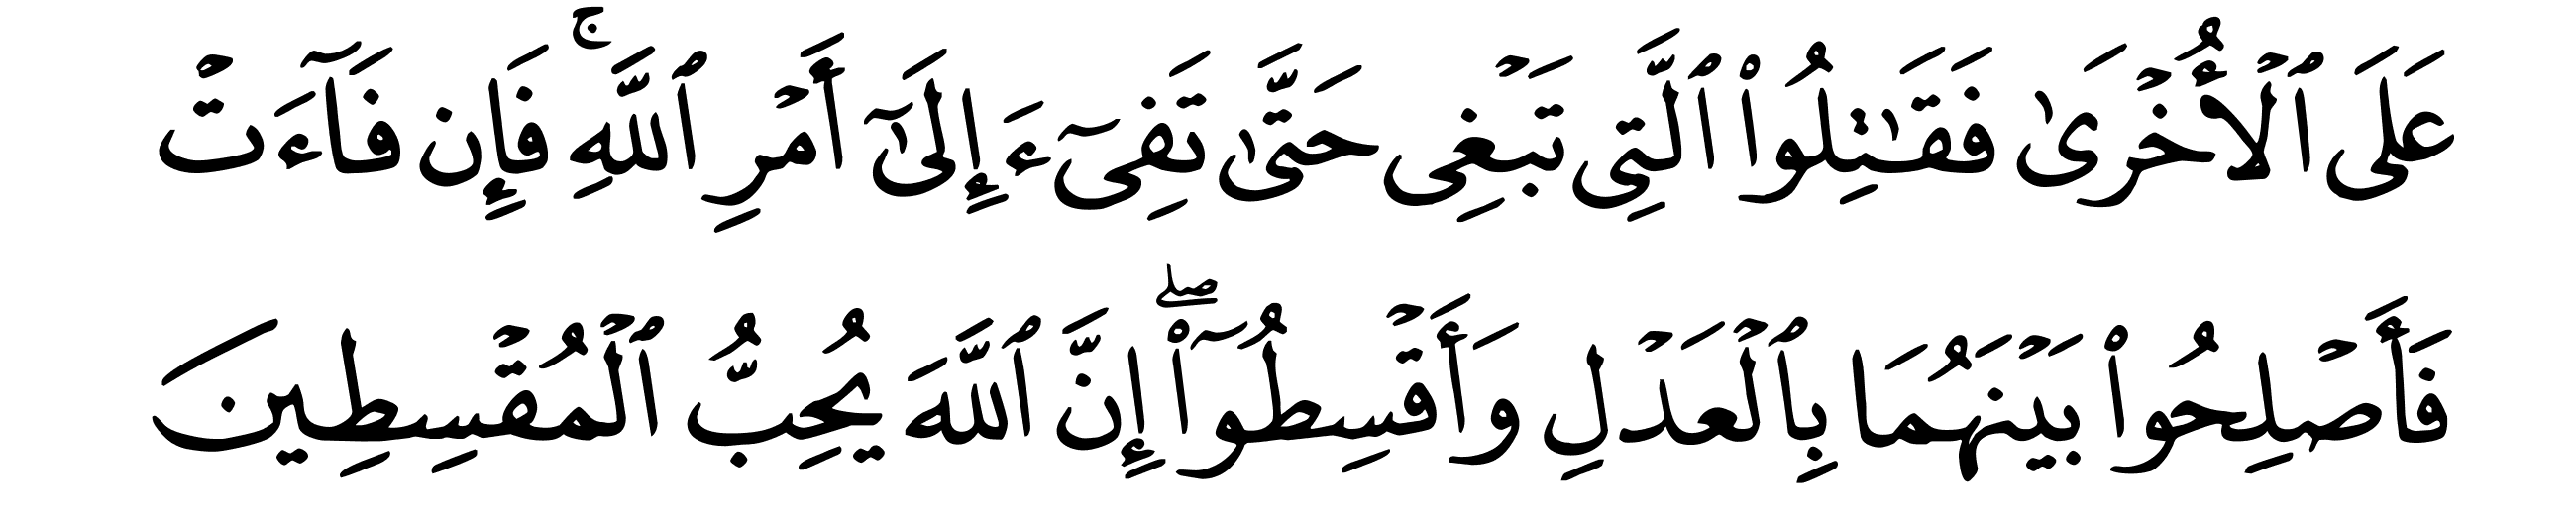 عَلَى ٱلْأُخْرَىٰ فَقَـٰتِلُوا۟ ٱلَّتِى تَبْغِى حَتَّىٰ تَفِىٓءَ إِلَىٰٓ أَمْرِ ٱللَّهِ ۚ فَإِن فَآءَتْ
فَأَصْلِحُوا۟ بَيْنَهُمَا بِٱلْعَدْلِ وَأَقْسِطُوٓا۟ ۖ إِنَّ ٱللَّهَ يُحِبُّ ٱلْمُقْسِطِينَ